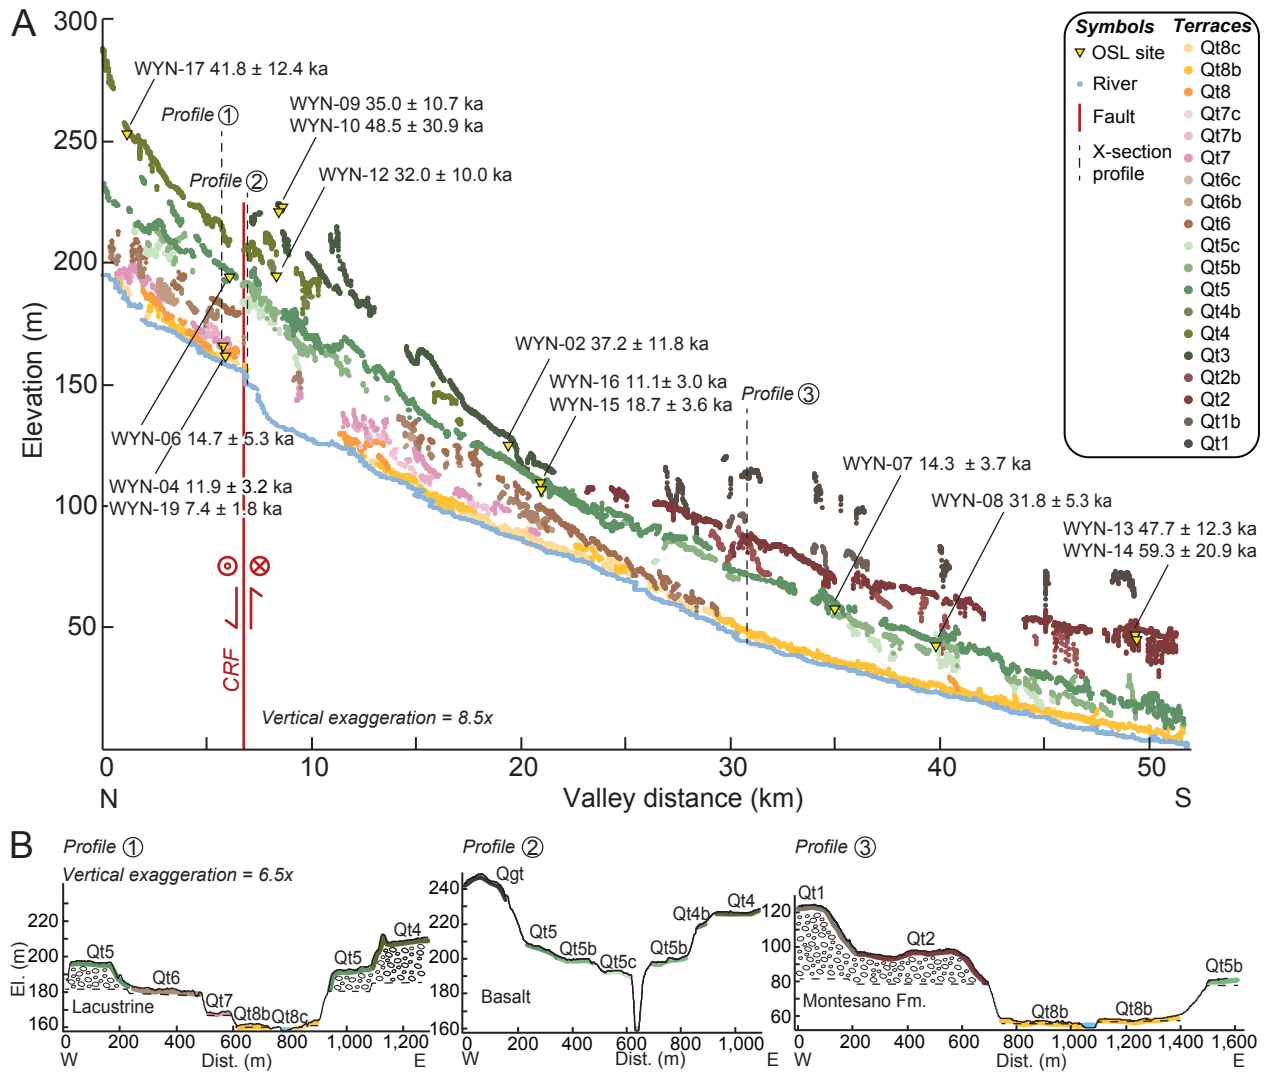 A
300
250
200
150
100
50
Elevation (m)
WYN-17 41.8 ± 12.4 ka
Profile 1
WYN-09 35.0 ± 10.7 ka
WYN-10 48.5 ± 30.9 ka
Profile 2
WYN-12 32.0 ± 10.0 ka
WYN-02 37.2 ± 11.8 ka
WYN-16 11.1± 3.0 ka
WYN-15 18.7 ± 3.6 ka
Profile 3
WYN-06 14.7 ± 5.3 ka
WYN-04 11.9 ± 3.2 ka
WYN-19 7.4 ± 1.8 ka
WYN-07 14.3 ± 3.7 ka
WYN-08 31.8 ± 5.3 ka
WYN-13 47.7 ± 12.3 ka
WYN-14 59.3 ± 20.9 ka
CRF
Vertical exaggeration = 8.5x
0 10 20 30 40 50
N Valley distance (km) S
Symbols
OSL site
River
Fault
X-section
profile
Terraces
Qt8c
Qt8b
Qt8
Qt7c
Qt7b
Qt7
Qt6c
Qt6b
Qt6
Qt5c
Qt5b
Qt5
Qt4b
Qt4
Qt3
Qt2b
Qt2
Qt1b
Qt1
B
Profile 1
Vertical exaggeration = 6.5x
220
200
180
160
El. (m)
Qt5
Qt6
Qt7
Qt8b
Qt8c
Qt5
Qt4
Lacustrine
0 200 400 600 800 1,000 1,200
W Dist. (m) E
Profile 2
240
200
180
160
Qgt
Qt5
Qt5b
Qt5c
Qt5b
Qt4b
Qt4
Basalt
0 200 400 600 800 1,000
W Dist. (m) E
Profile 3
120
100
80
60
Qt1
Qt2
Qt8b
Qt8b
Qt5b
Montesano Fm.
0 200 400 600 800 1,000 1,200 1,400 1,600
W Dist. (m) E